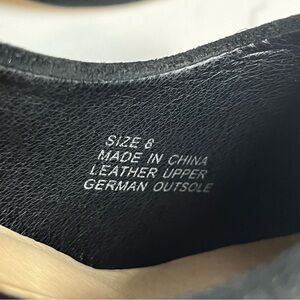 SIZE 8
MADE IN CHINA
LEATHER UPPER
GERMAN OUTSOLE